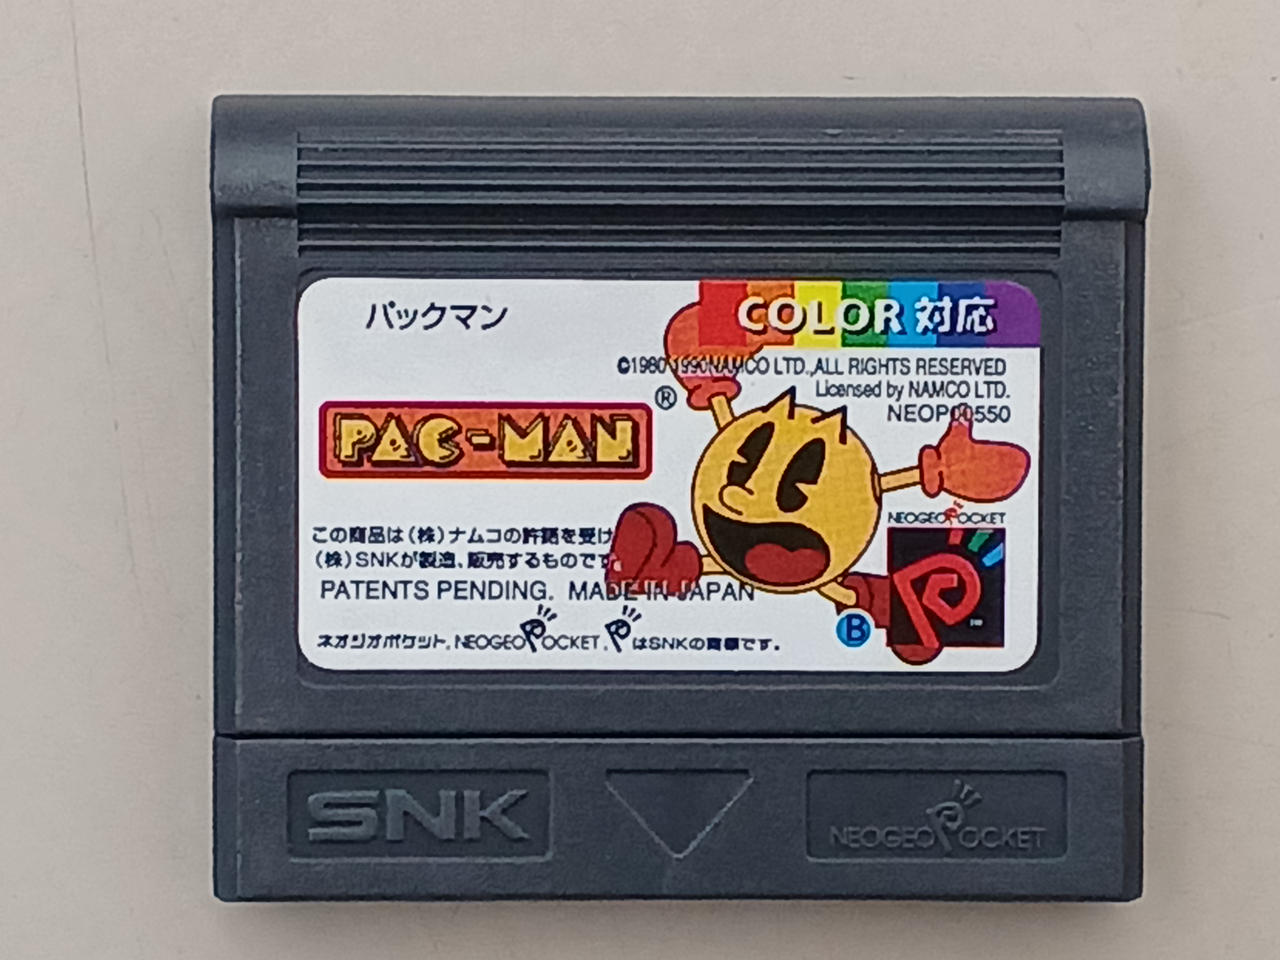 パックマン
COLOR 対応
©1980 1990NAMCO LTD.,ALL RIGHTS RESERVED
Licensed by NAMCO LTD.
NEOP00550
®
PAC-MAN
NEOGEO POCKET
この商品は(株)ナムコの許諾を受け
(株)SNKが製造、販売するものです。
PATENTS PENDING. MADE IN JAPAN
B
TM
ネオジオポケット, NEOGEO POCKET, P はSNKの商標です。
SNK
NEOGEO POCKET